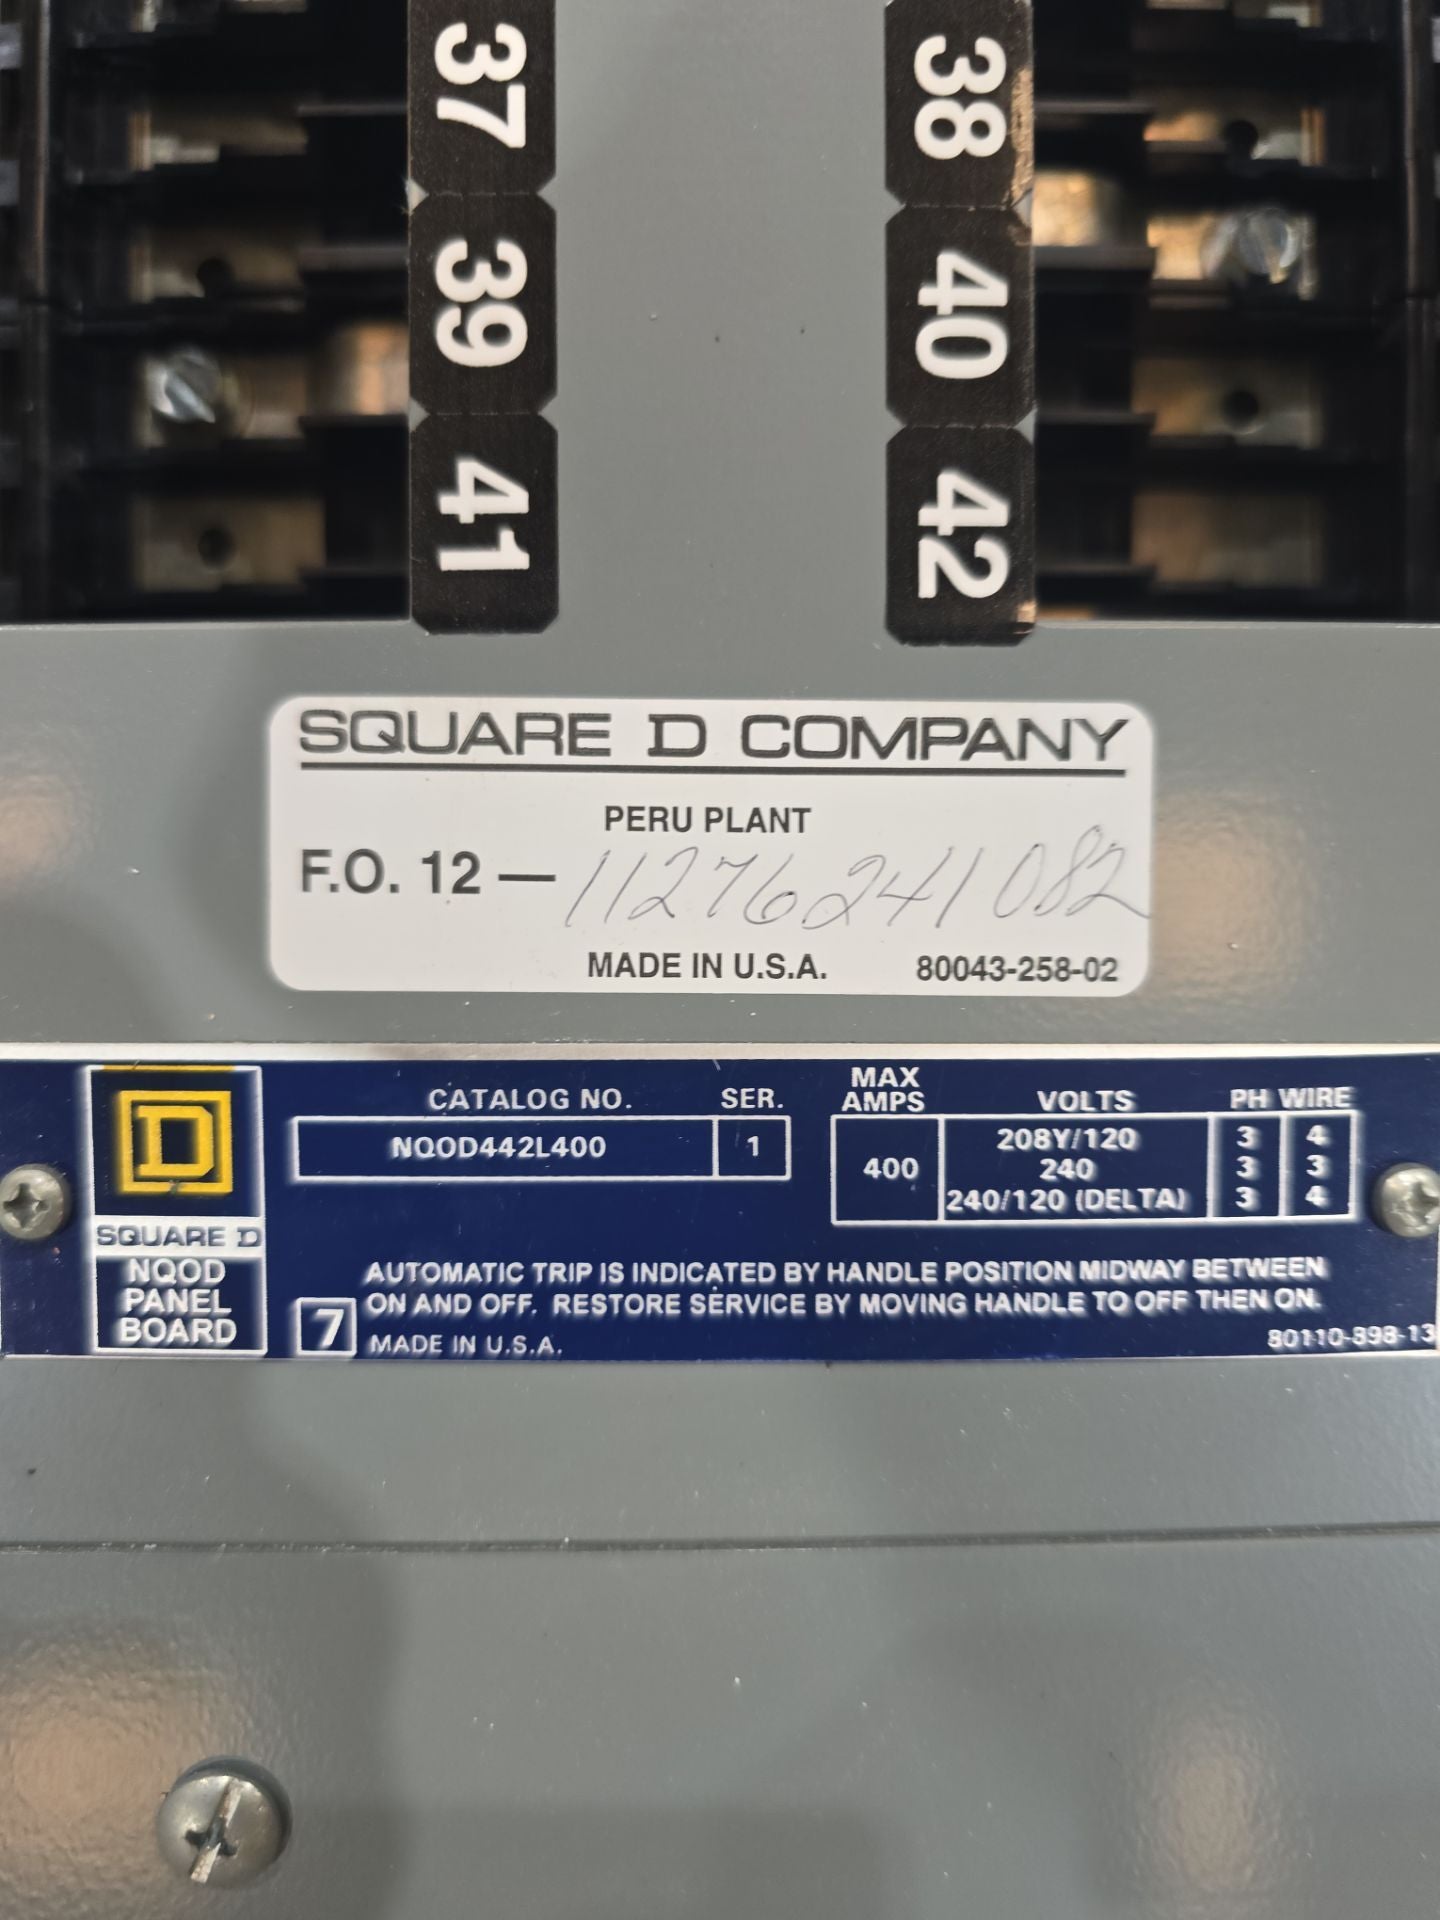 37 38
39 40
41 42
SQUARE D COMPANY
PERU PLANT
F.O. 12 — 11276241082
MADE IN U.S.A. 80043-258-02
D
SQUARE D
NQOD
PANEL
BOARD
CATALOG NO. SER.
NQOD442L400 1
MAX
AMPS VOLTS PH WIRE
400
208Y/120 3 4
240 3 3
240/120 (DELTA) 3 4
AUTOMATIC TRIP IS INDICATED BY HANDLE POSITION MIDWAY BETWEEN
ON AND OFF. RESTORE SERVICE BY MOVING HANDLE TO OFF THEN ON.
7 MADE IN U.S.A. 80110-898-13